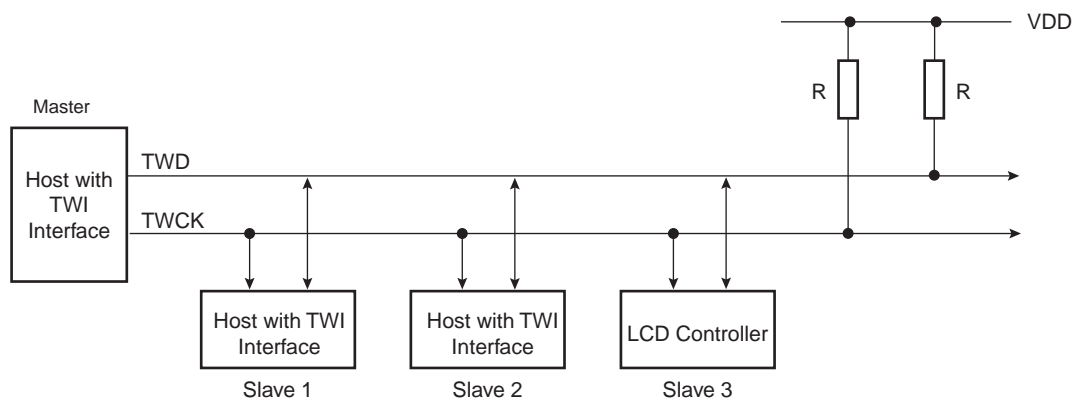 VDD
R
R
Master
Host with
TWI
Interface
TWD
TWCK
Host with TWI
Interface
Slave 1
Host with TWI
Interface
Slave 2
LCD Controller
Slave 3